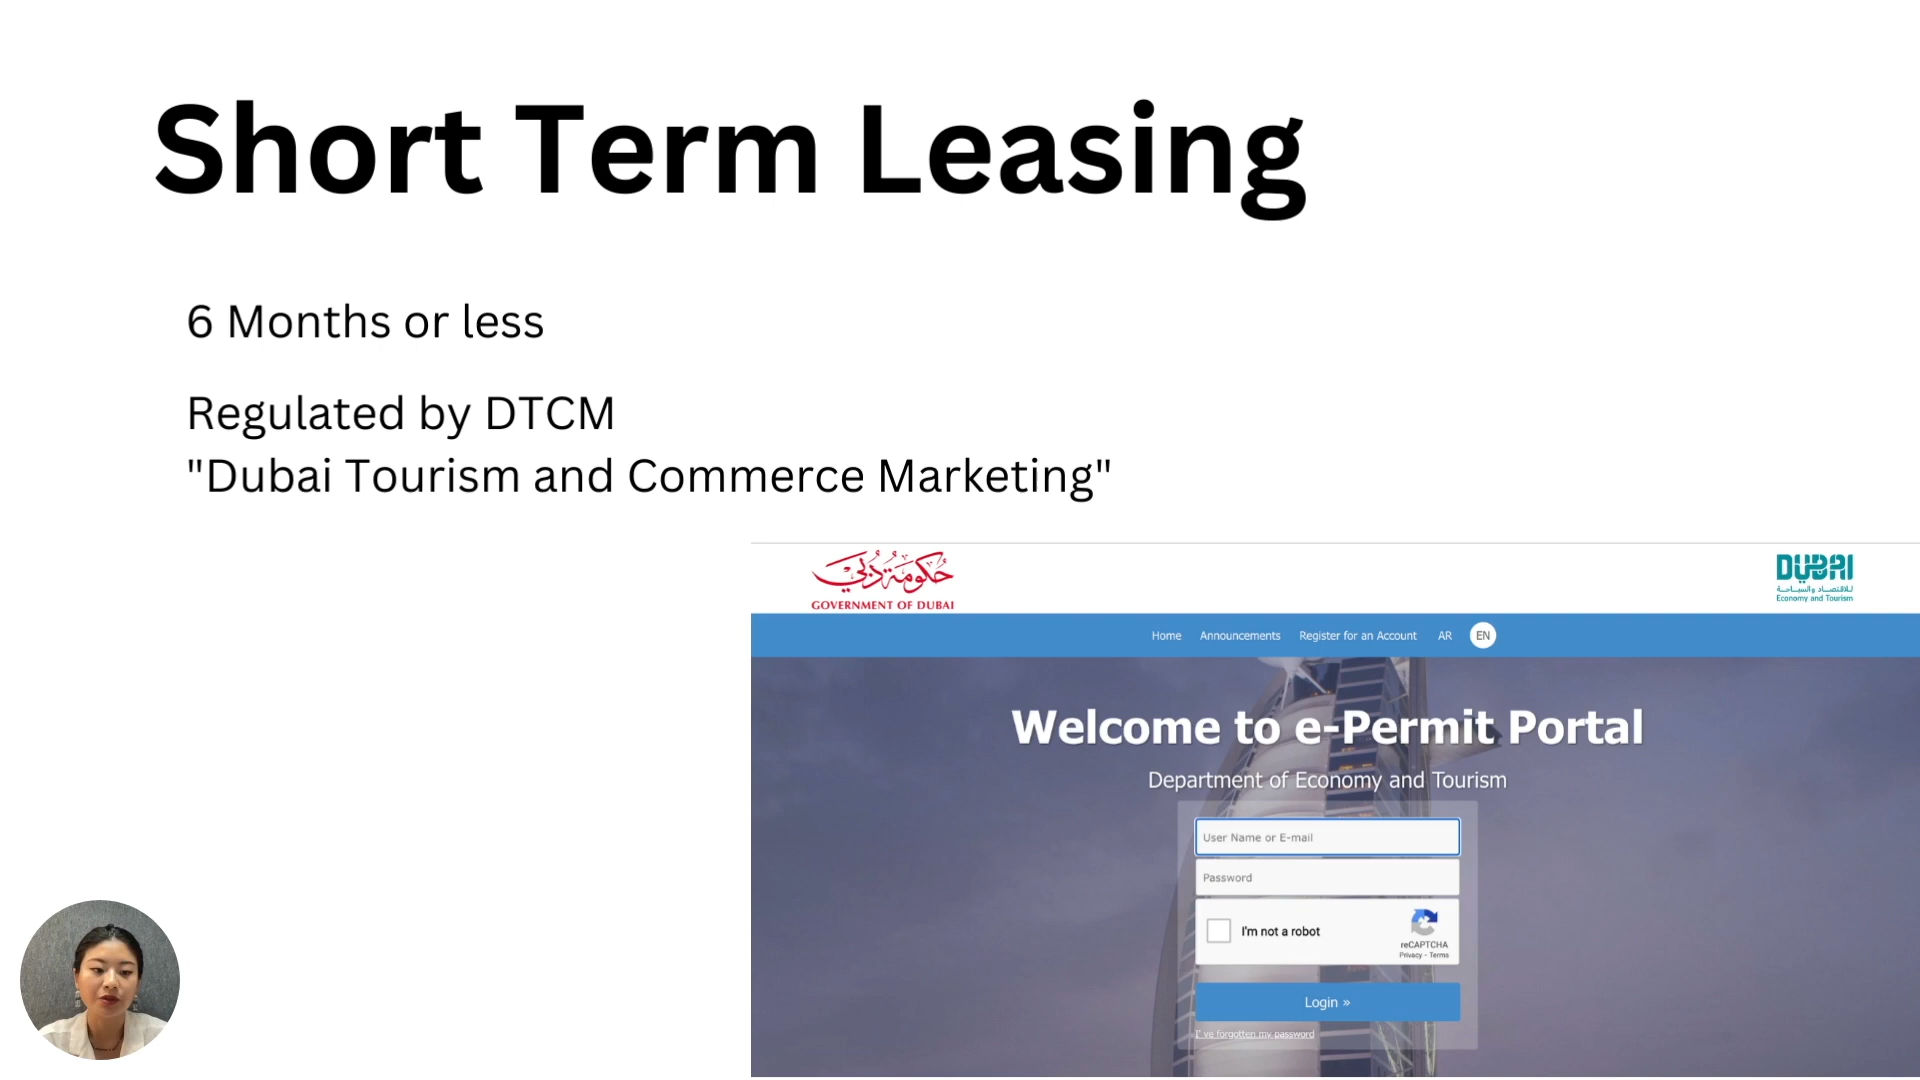 Short Term Leasing
6 Months or less
Regulated by DTCM
"Dubai Tourism and Commerce Marketing"
حكومة دبي
GOVERNMENT OF DUBAI
DUBAI
للاقتصاد والسياحة
Economy and Tourism
Home Announcements Register for an Account AR EN
Welcome to e-Permit Portal
Department of Economy and Tourism
User Name or E-mail
Password
I'm not a robot
reCAPTCHA
Privacy - Terms
Login »
I' ve forgotten my password